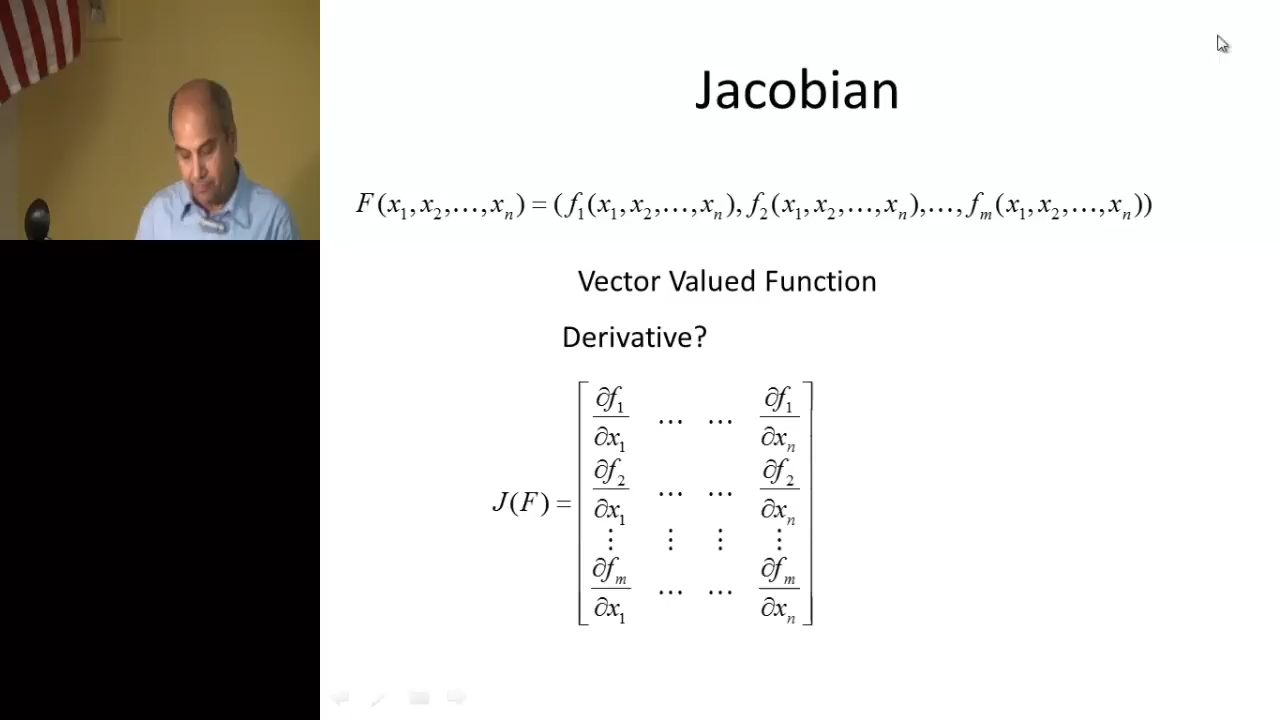 Jacobian
F(x₁,x₂,…,xₙ) = (f₁(x₁,x₂,…,xₙ), f₂(x₁,x₂,…,xₙ),…, fₘ(x₁,x₂,…,xₙ))
Vector Valued Function
Derivative?
J(F) = [ ∂f₁/∂x₁ … … ∂f₁/∂xₙ
∂f₂/∂x₁ … … ∂f₂/∂xₙ
⋮ ⋮ ⋮ ⋮
∂fₘ/∂x₁ … … ∂fₘ/∂xₙ ]